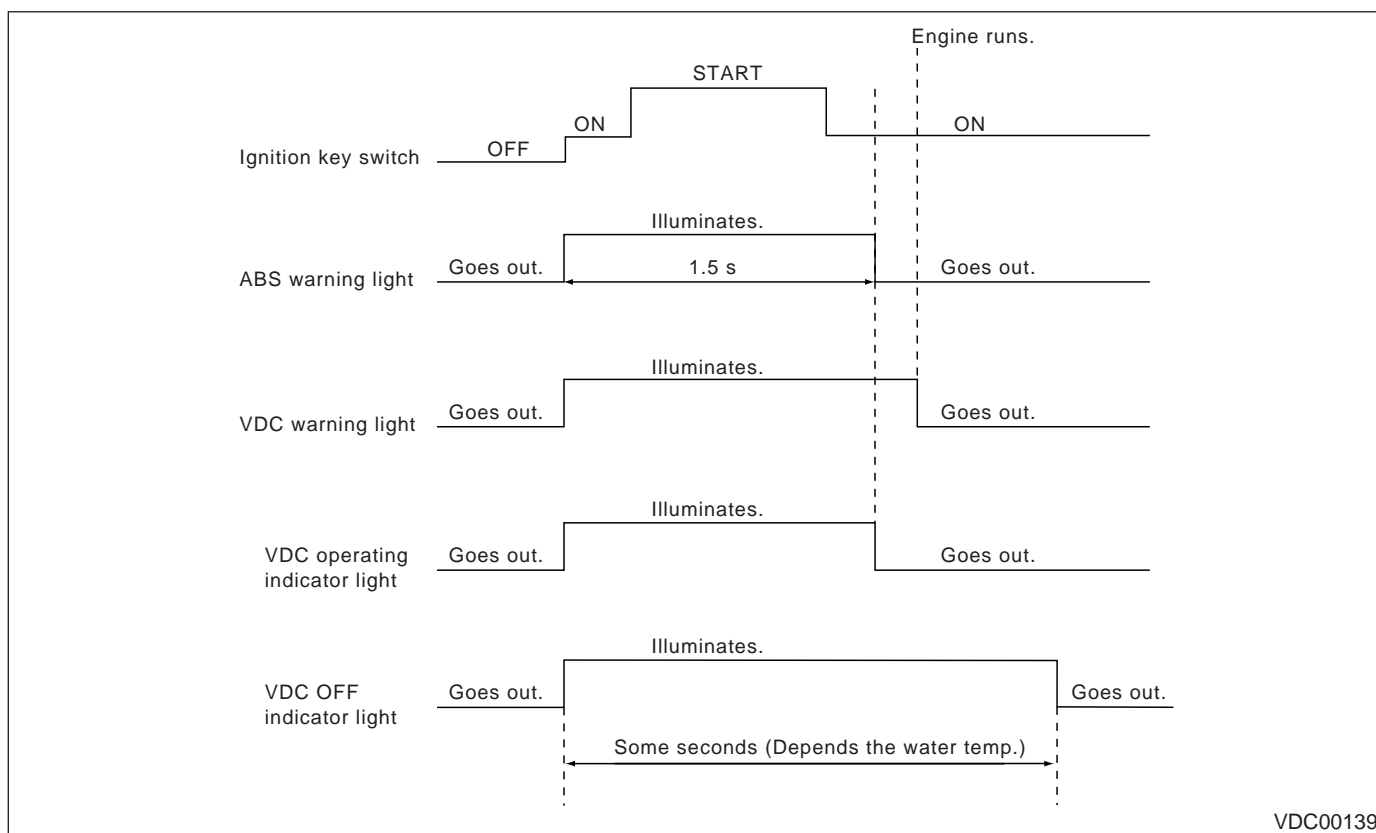 Engine runs.
START
ON
ON
OFF
Ignition key switch
Illuminates.
Goes out.
1.5 s
Goes out.
ABS warning light
Illuminates.
Goes out.
Goes out.
VDC warning light
Illuminates.
VDC operating
indicator light
Goes out.
Goes out.
Illuminates.
VDC OFF
indicator light
Goes out.
Goes out.
Some seconds (Depends the water temp.)
VDC00139